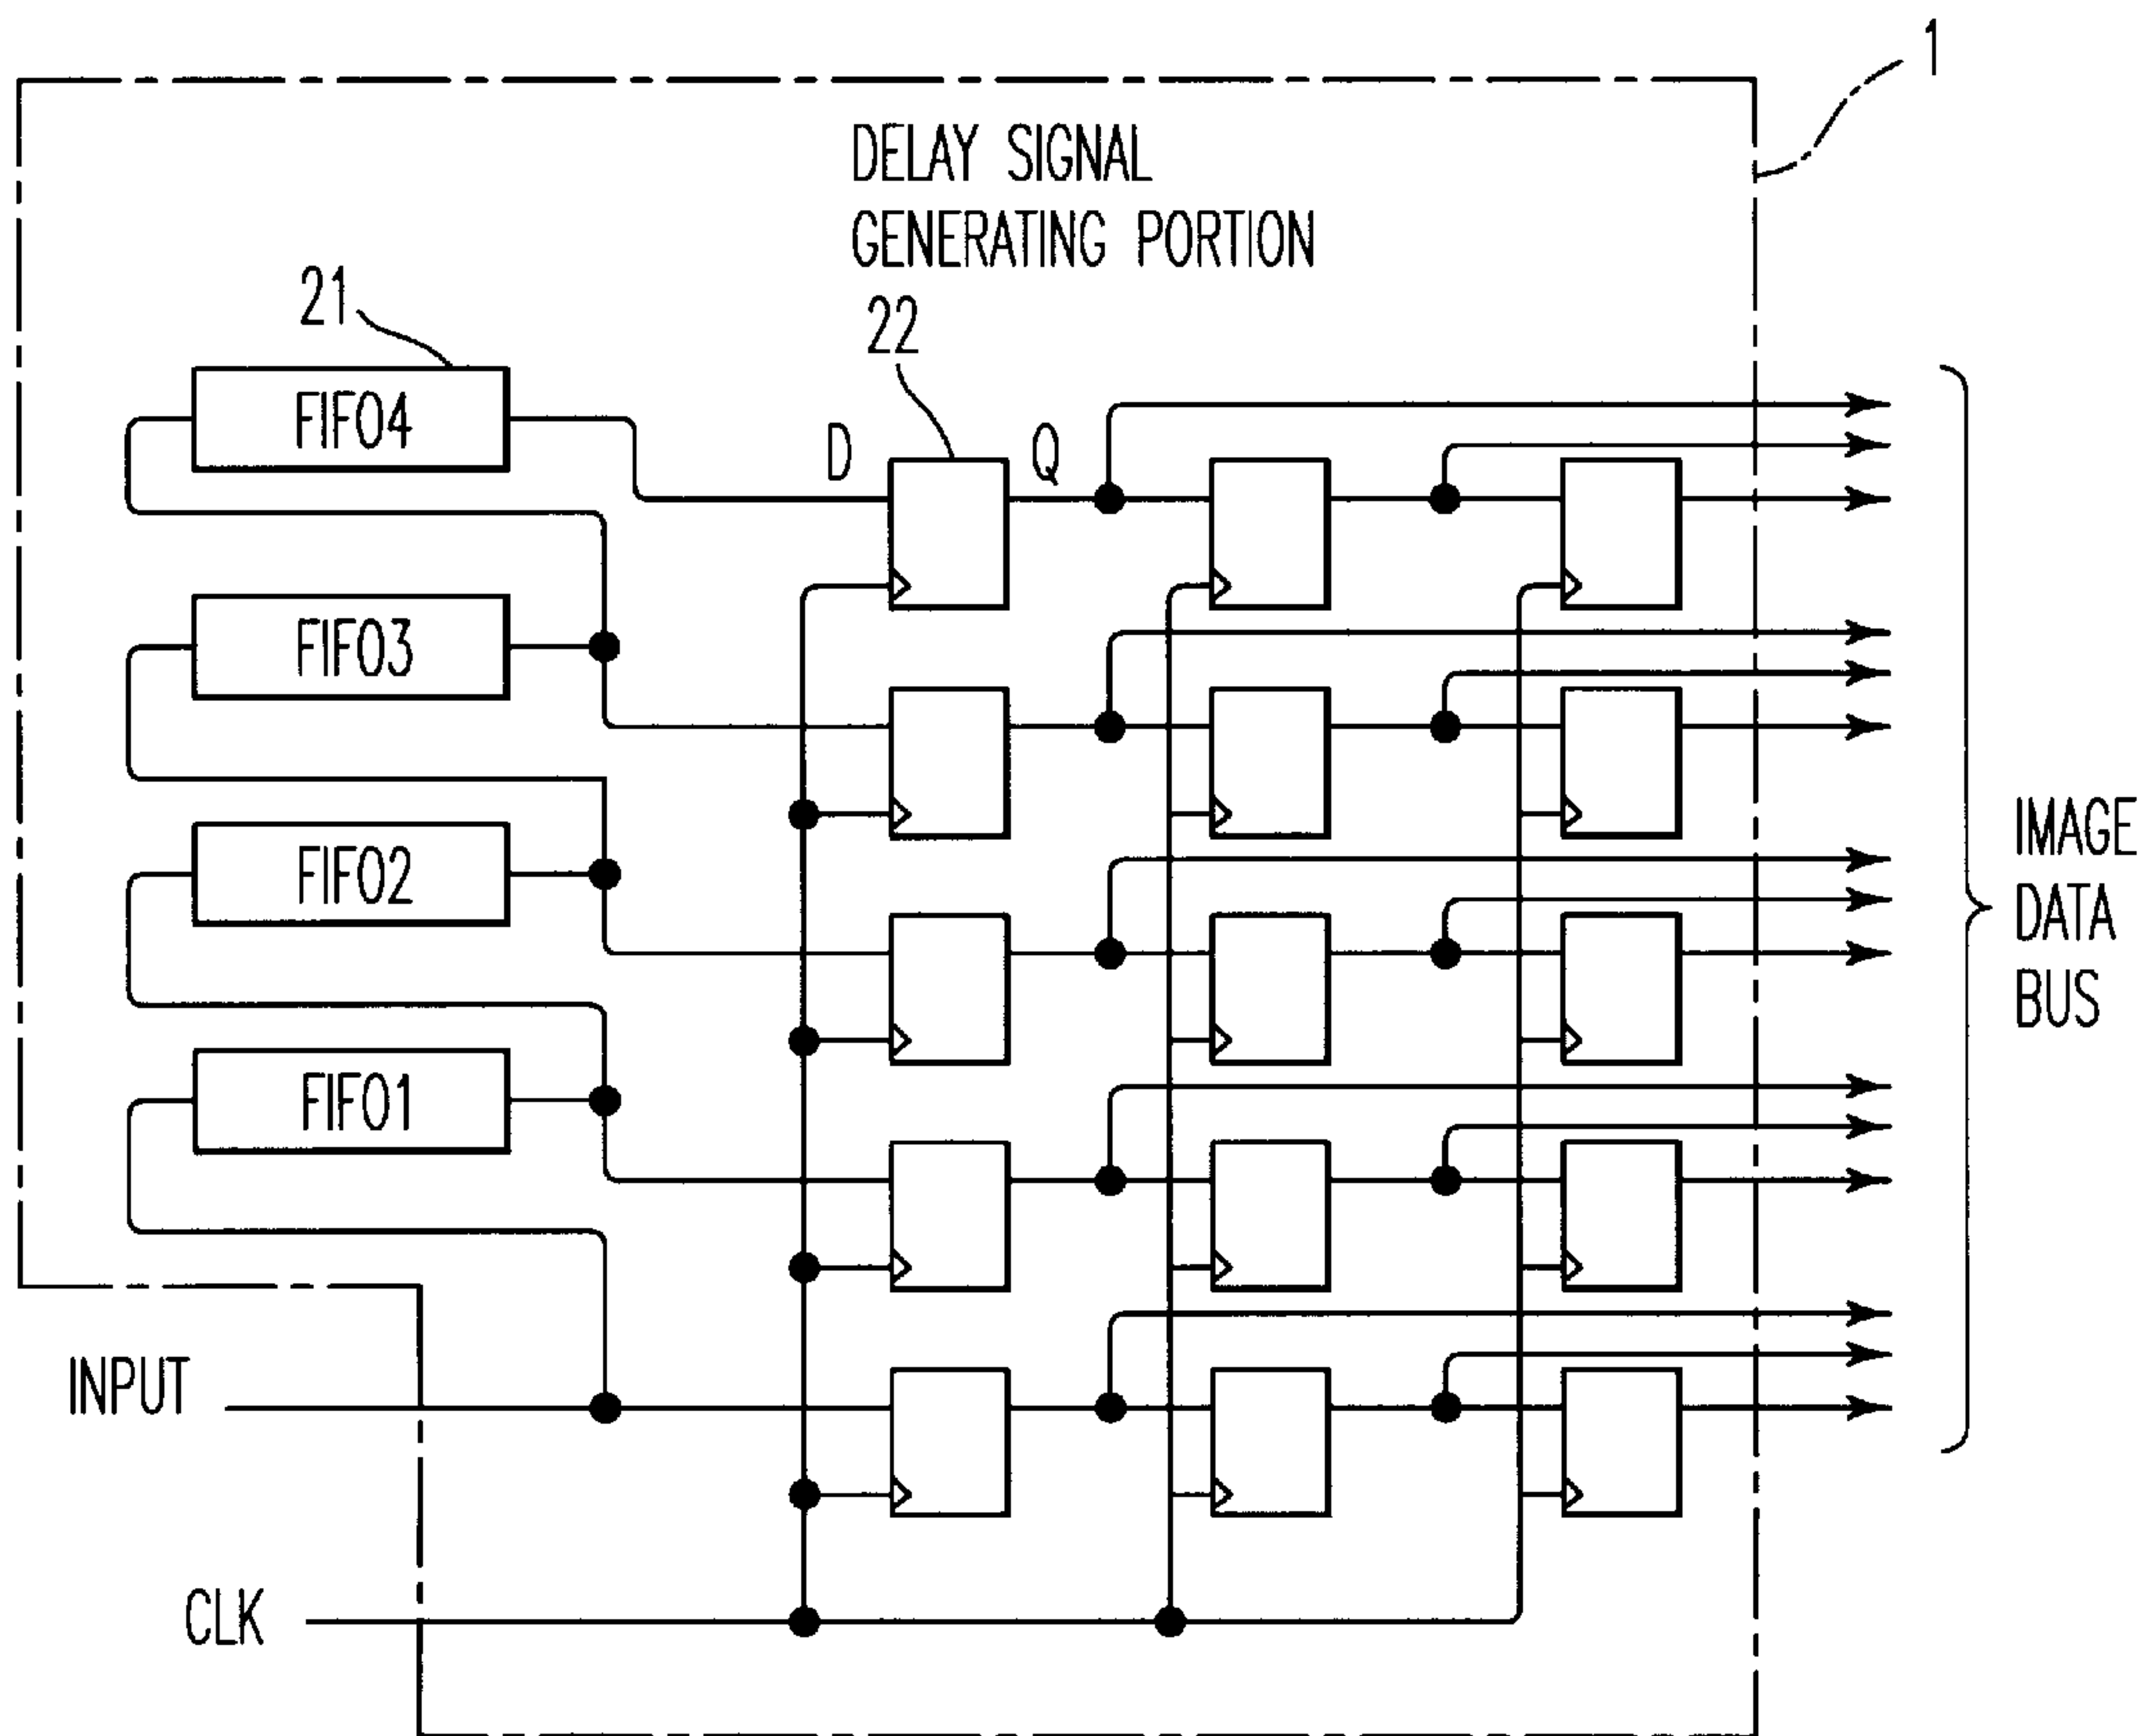 1
DELAY SIGNAL
GENERATING PORTION
21
22
FIFO4
D
Q
FIFO3
FIFO2
FIFO1
IMAGE
DATA
BUS
INPUT
CLK